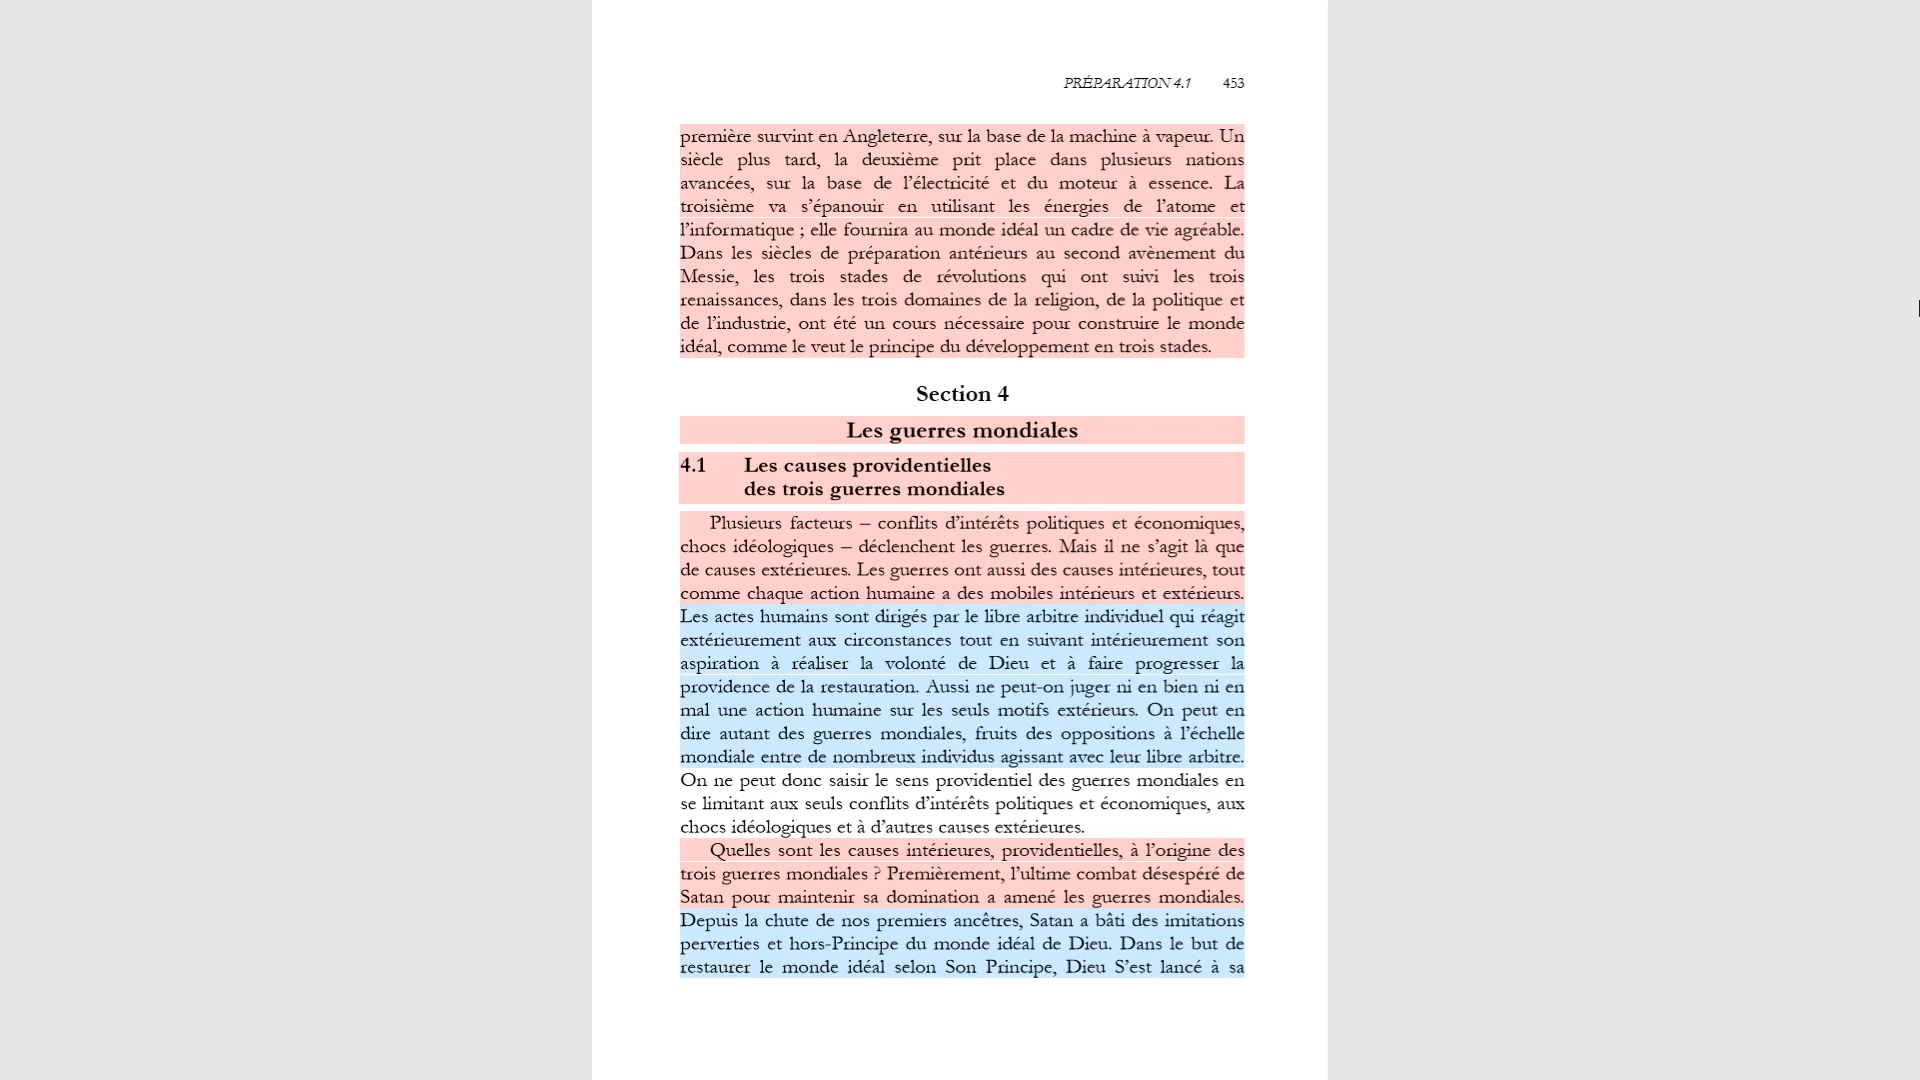 PRÉPARATION 4.1 453
première survint en Angleterre, sur la base de la machine à vapeur. Un
siècle plus tard, la deuxième prit place dans plusieurs nations
avancées, sur la base de l’électricité et du moteur à essence. La
troisième va s’épanouir en utilisant les énergies de l’atome et
l’informatique ; elle fournira au monde idéal un cadre de vie agréable.
Dans les siècles de préparation antérieurs au second avènement du
Messie, les trois stades de révolutions qui ont suivi les trois
renaissances, dans les trois domaines de la religion, de la politique et
de l’industrie, ont été un cours nécessaire pour construire le monde
idéal, comme le veut le principe du développement en trois stades.
Section 4
Les guerres mondiales
4.1 Les causes providentielles
des trois guerres mondiales
Plusieurs facteurs – conflits d’intérêts politiques et économiques,
chocs idéologiques – déclenchent les guerres. Mais il ne s’agit là que
de causes extérieures. Les guerres ont aussi des causes intérieures, tout
comme chaque action humaine a des mobiles intérieurs et extérieurs.
Les actes humains sont dirigés par le libre arbitre individuel qui réagit
extérieurement aux circonstances tout en suivant intérieurement son
aspiration à réaliser la volonté de Dieu et à faire progresser la
providence de la restauration. Aussi ne peut-on juger ni en bien ni en
mal une action humaine sur les seuls motifs extérieurs. On peut en
dire autant des guerres mondiales, fruits des oppositions à l’échelle
mondiale entre de nombreux individus agissant avec leur libre arbitre.
On ne peut donc saisir le sens providentiel des guerres mondiales en
se limitant aux seuls conflits d’intérêts politiques et économiques, aux
chocs idéologiques et à d’autres causes extérieures.
Quelles sont les causes intérieures, providentielles, à l’origine des
trois guerres mondiales ? Premièrement, l’ultime combat désespéré de
Satan pour maintenir sa domination a amené les guerres mondiales.
Depuis la chute de nos premiers ancêtres, Satan a bâti des imitations
perverties et hors-Principe du monde idéal de Dieu. Dans le but de
restaurer le monde idéal selon Son Principe, Dieu S’est lancé à sa